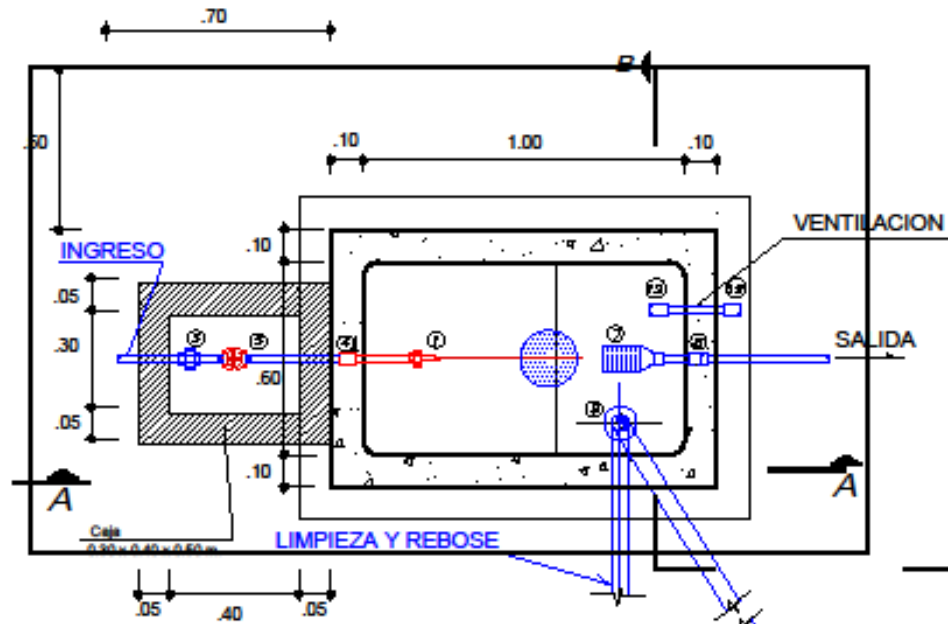 .70
B
.10
1.00
.10
VENTILACION
INGRESO
.10
.05
.30
.60
.05
.10
SALIDA
A
A
Caja
LIMPIEZA Y REBOSE
.05
.40
.05